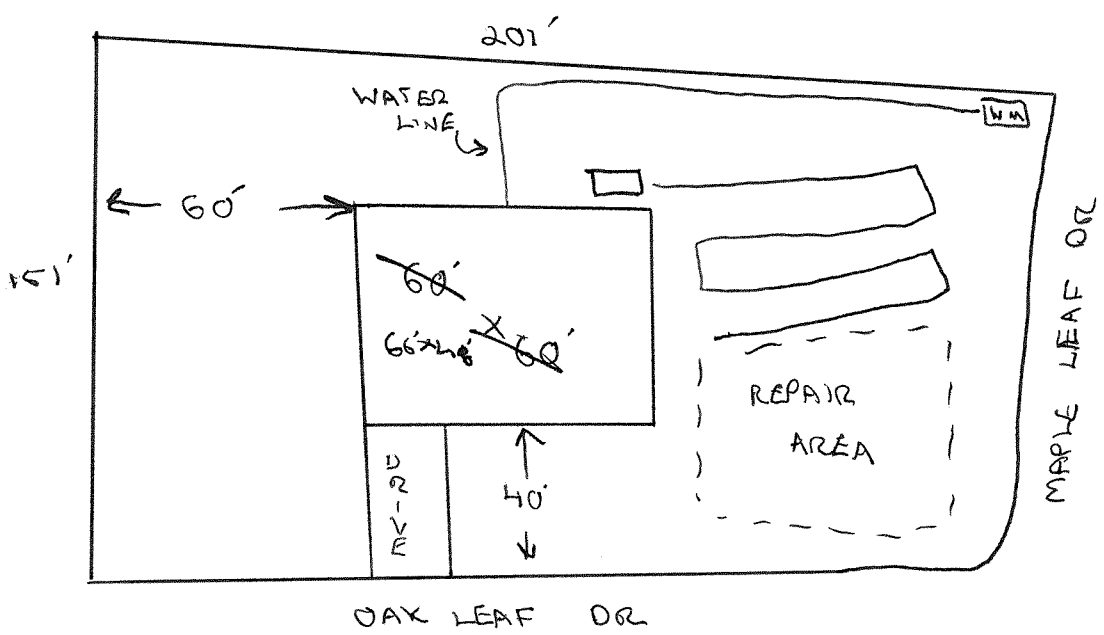 201'
WATER
LINE
WM
60'
151'
60'
X 60'
66'x48'
REPAIR
AREA
DRIVE
40'
MAPLE LEAF DR
OAK LEAF DR